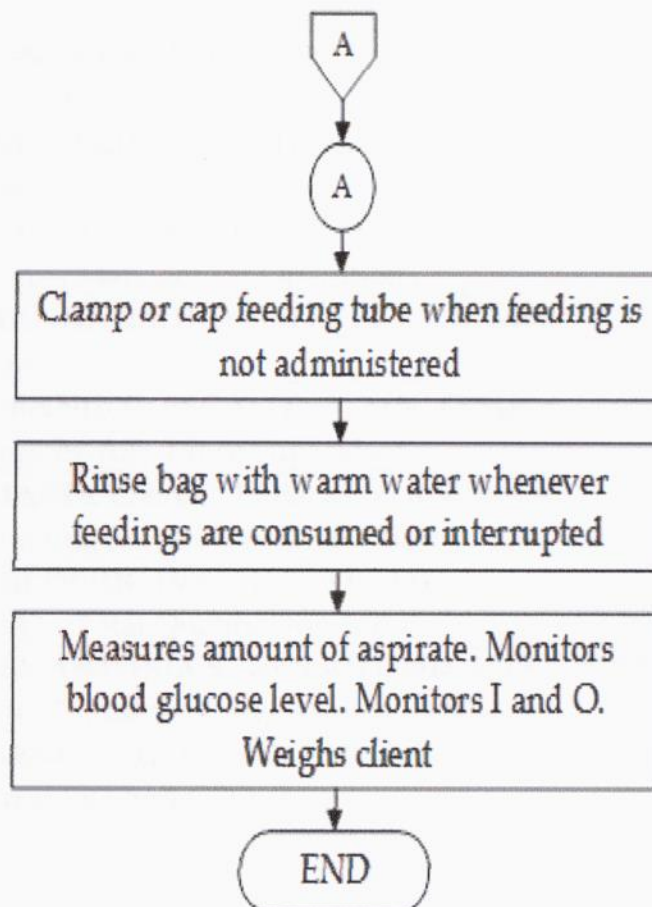 A
A
Clamp or cap feeding tube when feeding is
not administered
Rinse bag with warm water whenever
feedings are consumed or interrupted
Measures amount of aspirate. Monitors
blood glucose level. Monitors I and O.
Weighs client
END